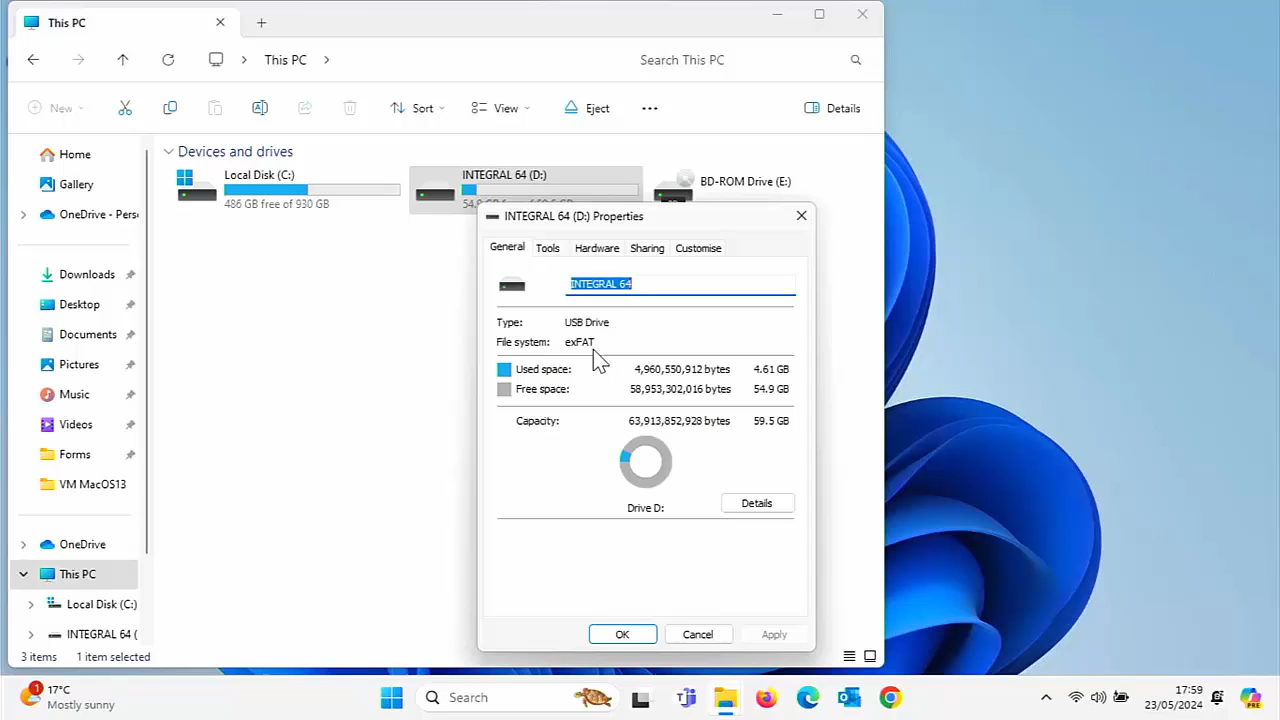 This PC
This PC
Search This PC
New
Sort
View
Eject
Details
Home
Gallery
OneDrive - Pers
Downloads
Desktop
Documents
Pictures
Music
Videos
Forms
VM MacOS13
OneDrive
This PC
Local Disk (C:)
INTEGRAL 64 (
3 items 1 item selected
Devices and drives
Local Disk (C:)
486 GB free of 930 GB
INTEGRAL 64 (D:)
BD-ROM Drive (E:)
INTEGRAL 64 (D:) Properties
General Tools Hardware Sharing Customise
INTEGRAL 64
Type: USB Drive
File system: exFAT
Used space: 4,960,550,912 bytes 4.61 GB
Free space: 58,953,302,016 bytes 54.9 GB
Capacity: 63,913,852,928 bytes 59.5 GB
Drive D:
Details
OK Cancel Apply
1
17°C
Mostly sunny
Search
PRE
17:59
23/05/2024